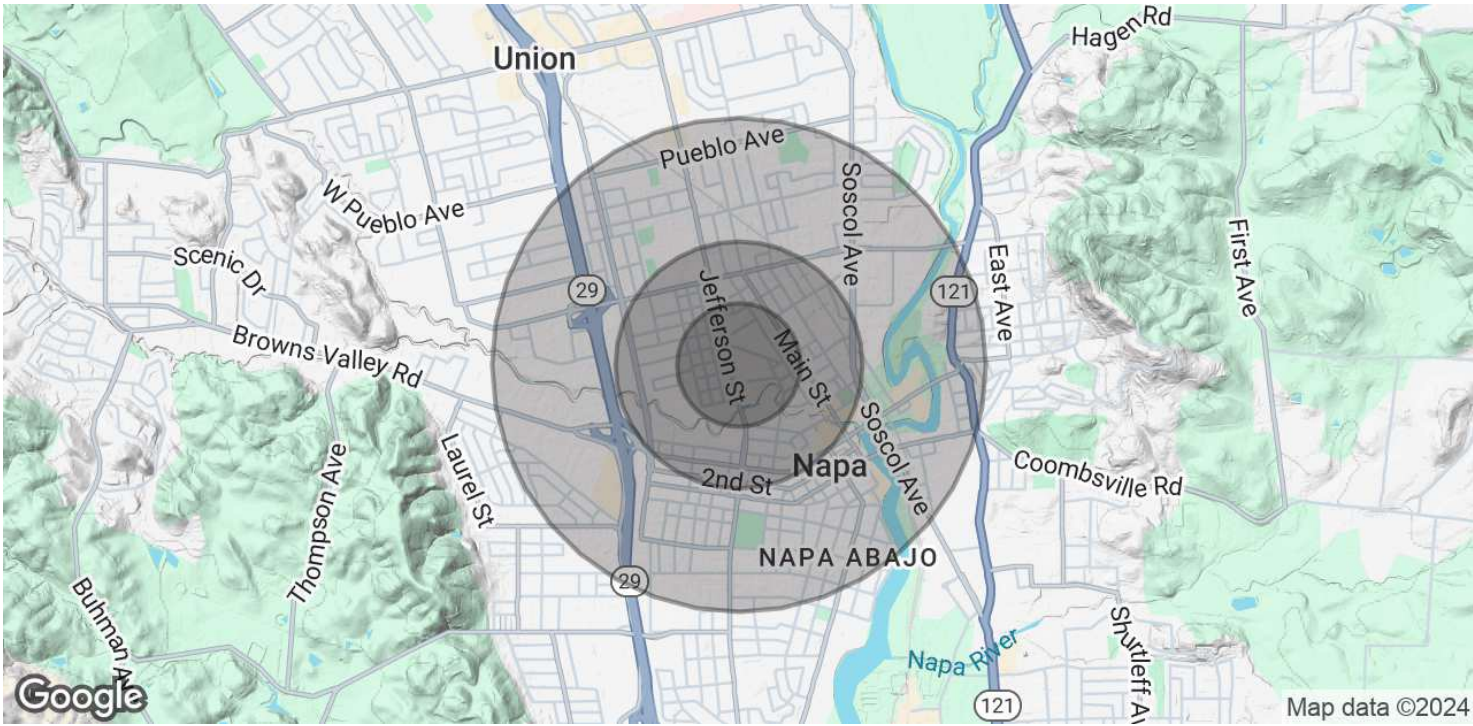 Union
Hagen Rd
Pueblo Ave
W Pueblo Ave
Soscol Ave
Scenic Dr
First Ave
East Ave
29
121
Jefferson St
Main St
Browns Valley Rd
Soscol Ave
Laurel St
Napa
2nd St
Coombsville Rd
Thompson Ave
NAPA ABAJO
29
Buhman Av
Shurtleff Av
Napa River
121
Google
Map data ©2024